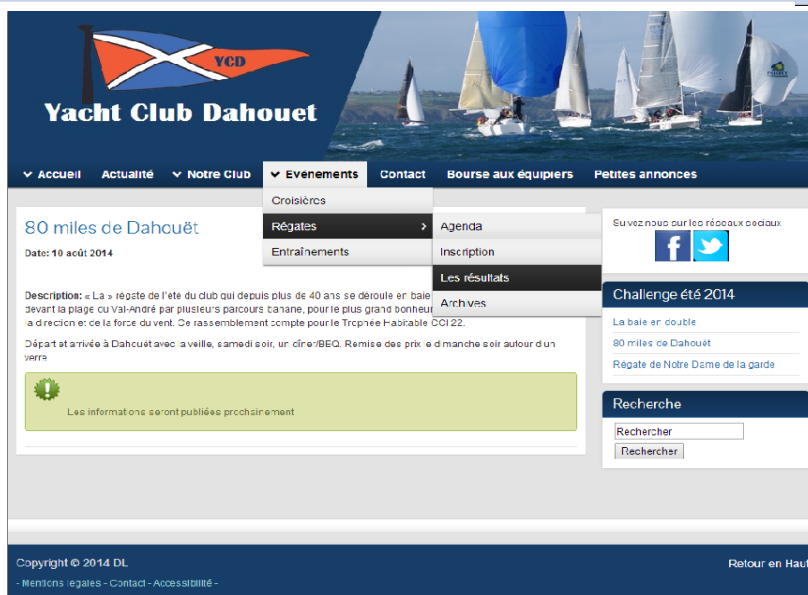 YCD
Yacht Club Dahouet
Accueil Actualité Notre Club Evénements Contact Bourse aux équipiers Petites annonces
Croisières
Régates
Entraînements
Agenda
Inscription
Les résultats
Archives
80 miles de Dahouët
Date: 10 août 2014
Description: « La » régate de l'été du club qui depuis plus de 40 ans se déroule en baie
devant la plage du Val-André par plusieurs parcours banane, pour le plus grand bonheur
la direction et de la force du vent. Ce rassemblement compte pour le Trophée Habitable CCI 22.
Départ et arrivée à Dahouët avec la veille, samedi soir, un dîner/BBQ. Remise des prix le dimanche soir autour d'un
verre
Les informations seront publiées prochainement
Suivez nous sur les réseaux sociaux
Challenge été 2014
La baie en double
80 miles de Dahouët
Régate de Notre Dame de la garde
Recherche
Rechercher
Rechercher
Copyright © 2014 DL
- Mentions légales - Contact - Accessibilité -
Retour en Haut